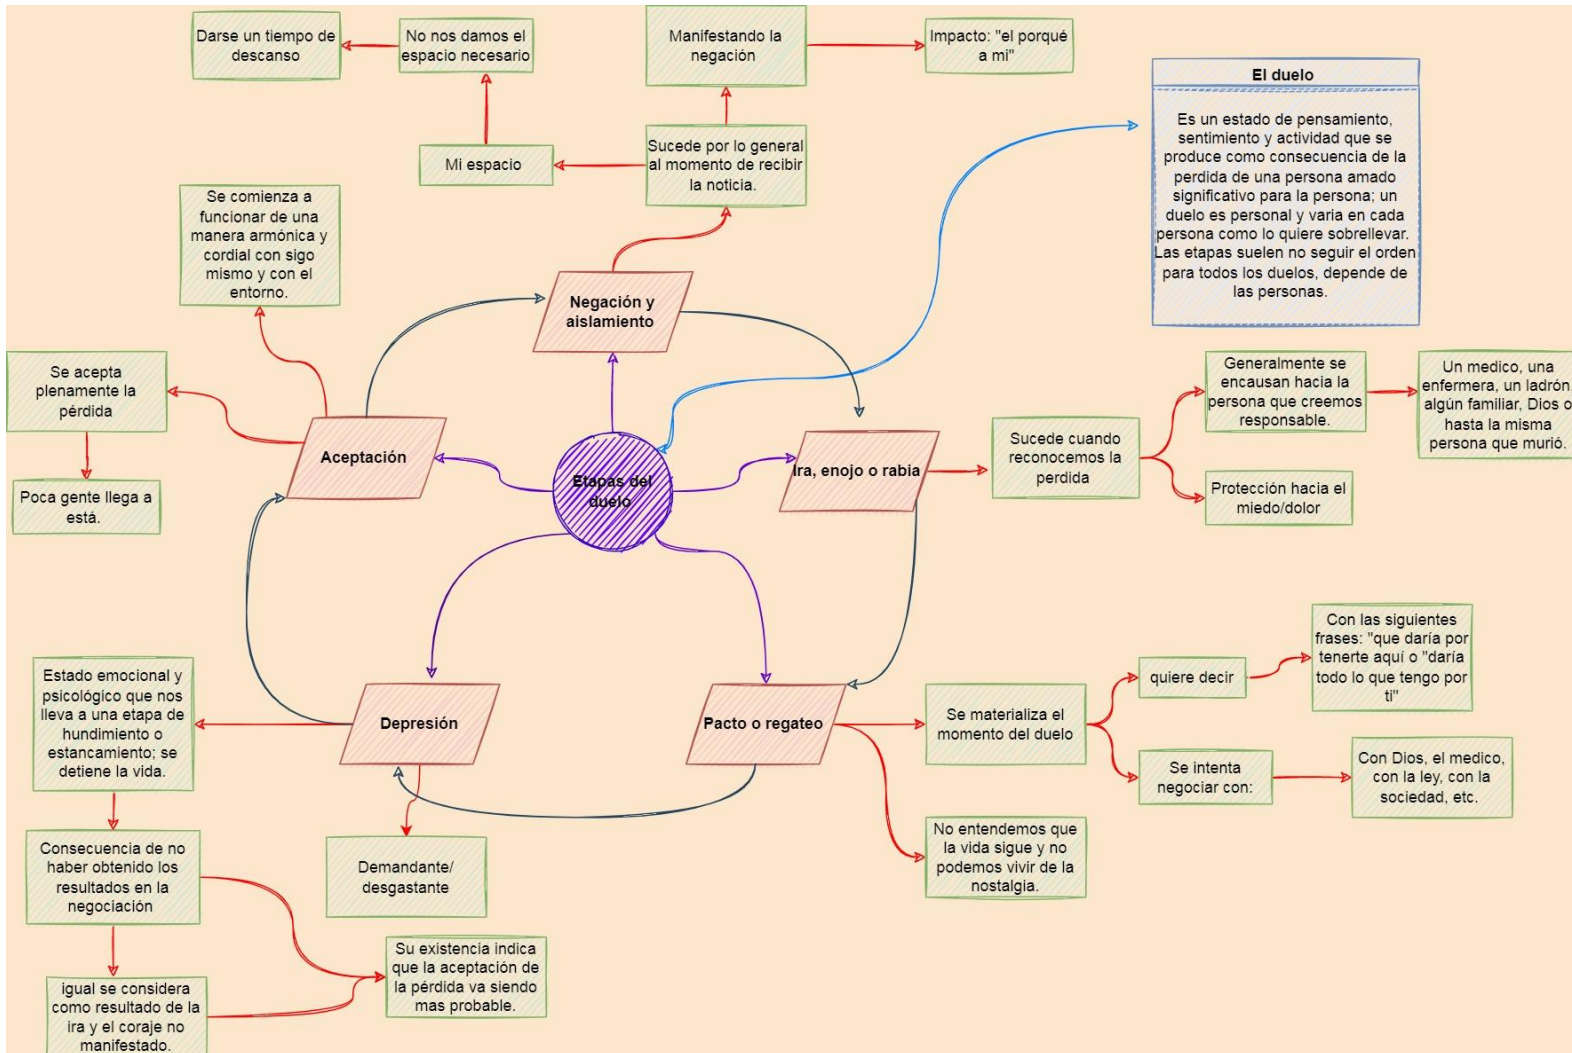 Darse un tiempo de
descanso
No nos damos el
espacio necesario
Manifestando la
negación
Impacto: "el porqué
a mi"
El duelo
Es un estado de pensamiento,
sentimiento y actividad que se
produce como consecuencia de la
perdida de una persona amado
significativo para la persona; un
duelo es personal y varia en cada
persona como lo quiere sobrellevar.
Las etapas suelen no seguir el orden
para todos los duelos, depende de
las personas.
Mi espacio
Sucede por lo general
al momento de recibir
la noticia.
Se comienza a
funcionar de una
manera armónica y
cordial con sigo
mismo y con el
entorno.
Negación y
aislamiento
Se acepta
plenamente la
pérdida
Poca gente llega a
está.
Aceptación
Etapas del
duelo
Ira, enojo o rabia
Sucede cuando
reconocemos la
perdida
Generalmente se
encausan hacia la
persona que creemos
responsable.
Un medico, una
enfermera, un ladrón,
algún familiar, Dios o
hasta la misma
persona que murió.
Protección hacia el
miedo/dolor
Estado emocional y
psicológico que nos
lleva a una etapa de
hundimiento o
estancamiento; se
detiene la vida.
Depresión
Pacto o regateo
Se materializa el
momento del duelo
quiere decir
Con las siguientes
frases: "que daría por
tenerte aquí o "daría
todo lo que tengo por
ti"
Se intenta
negociar con:
Con Dios, el medico,
con la ley, con la
sociedad, etc.
No entendemos que
la vida sigue y no
podemos vivir de la
nostalgia.
Consecuencia de no
haber obtenido los
resultados en la
negociación
Demandante/
desgastante
Su existencia indica
que la aceptación de
la pérdida va siendo
mas probable.
igual se considera
como resultado de la
ira y el coraje no
manifestado.